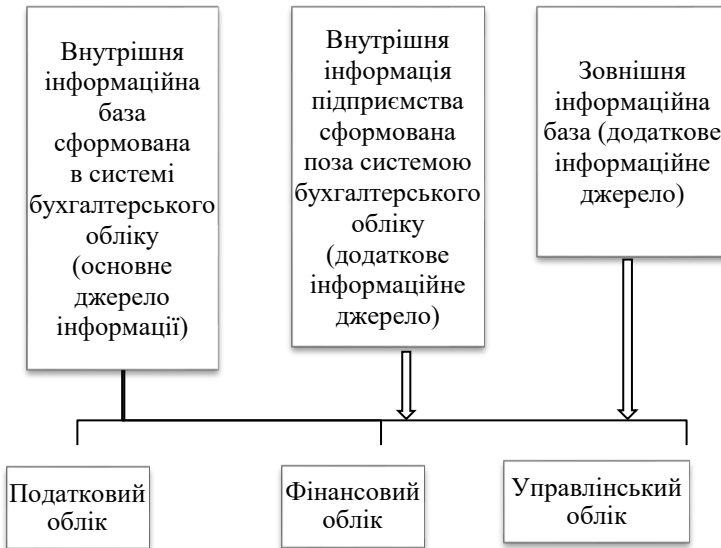 Внутрішня
інформаційна
база
сформована
в системі
бухгалтерського
обліку
(основне
джерело
інформації)
Внутрішня
інформація
підприємства
сформована
поза системою
бухгалтерського
обліку
(додаткове
інформаційне
джерело)
Зовнішня
інформаційна
база (додаткове
інформаційне
джерело)
Податковий
облік
Фінансовий
облік
Управлінський
облік